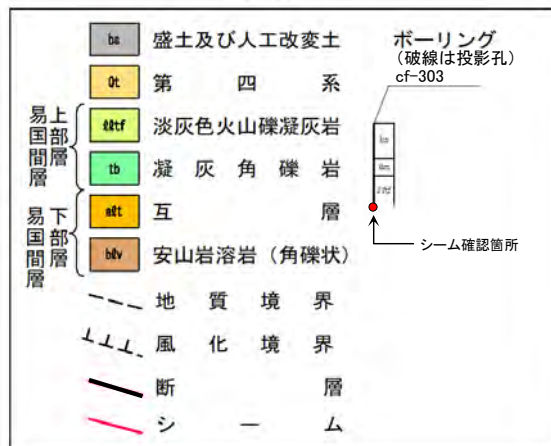 bs 盛土及び人工改変土
Qt 第四系
易国間層 上部層
ℓℓtf 淡灰色火山礫凝灰岩
tb 凝灰角礫岩
易国間層 下部層
互層
安山岩溶岩（角礫状）
地質境界
風化境界
断層
シーム
ボーリング
（破線は投影孔）
cf-303
シーム確認箇所